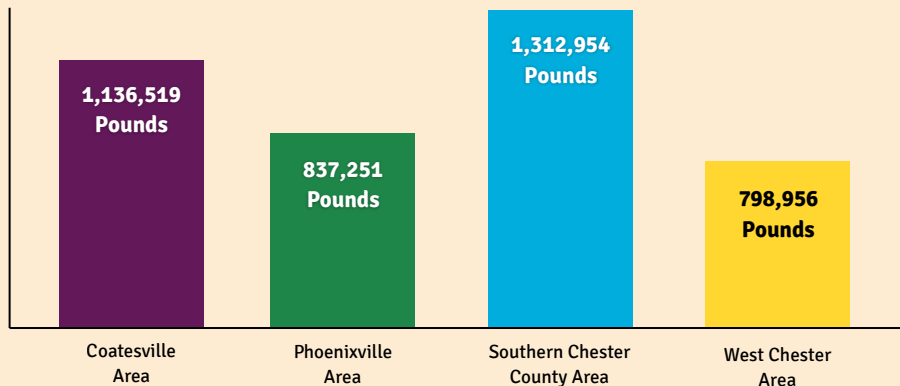 1,136,519
Pounds
837,251
Pounds
1,312,954
Pounds
798,956
Pounds
Coatesville
Area
Phoenixville
Area
Southern Chester
County Area
West Chester
Area